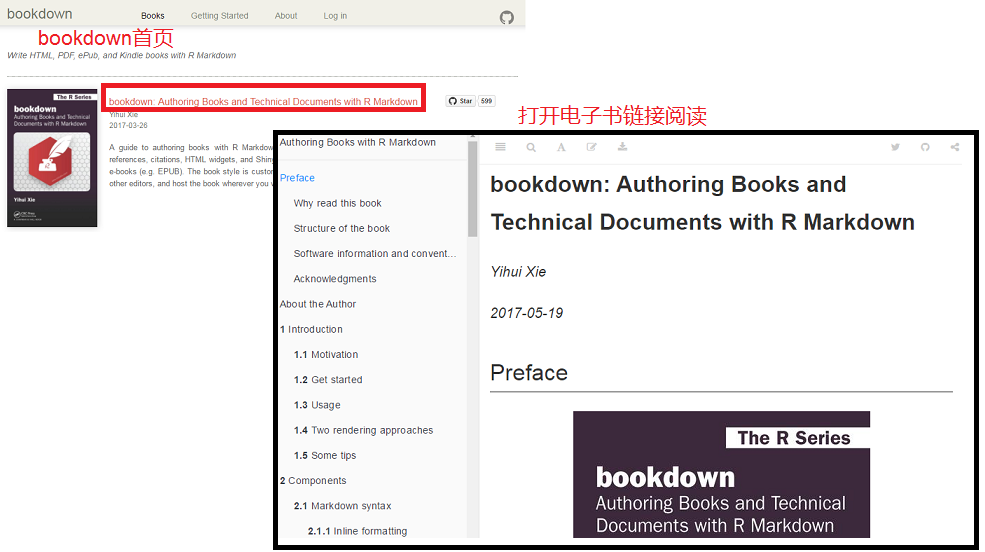 bookdown
Books
Getting Started
About
Log in
bookdown首页
Write HTML, PDF, ePub, and Kindle books with R Markdown
The R Series
bookdown
Authoring Books and Technical
Documents with R Markdown
Yihui Xie
bookdown: Authoring Books and Technical Documents with R Markdown
Star
599
Yihui Xie
2017-03-26
A guide to authoring books with R Markdow
references, citations, HTML widgets, and Shiny
e-books (e.g. EPUB). The book style is custom
other editors, and host the book wherever you v
打开电子书链接阅读
Authoring Books with R Markdown
Preface
Why read this book
Structure of the book
Software information and convent…
Acknowledgments
About the Author
1 Introduction
1.1 Motivation
1.2 Get started
1.3 Usage
1.4 Two rendering approaches
1.5 Some tips
2 Components
2.1 Markdown syntax
2.1.1 Inline formatting
A
bookdown: Authoring Books and
Technical Documents with R Markdown
Yihui Xie
2017-05-19
Preface
The R Series
bookdown
Authoring Books and Technical
Documents with R Markdown